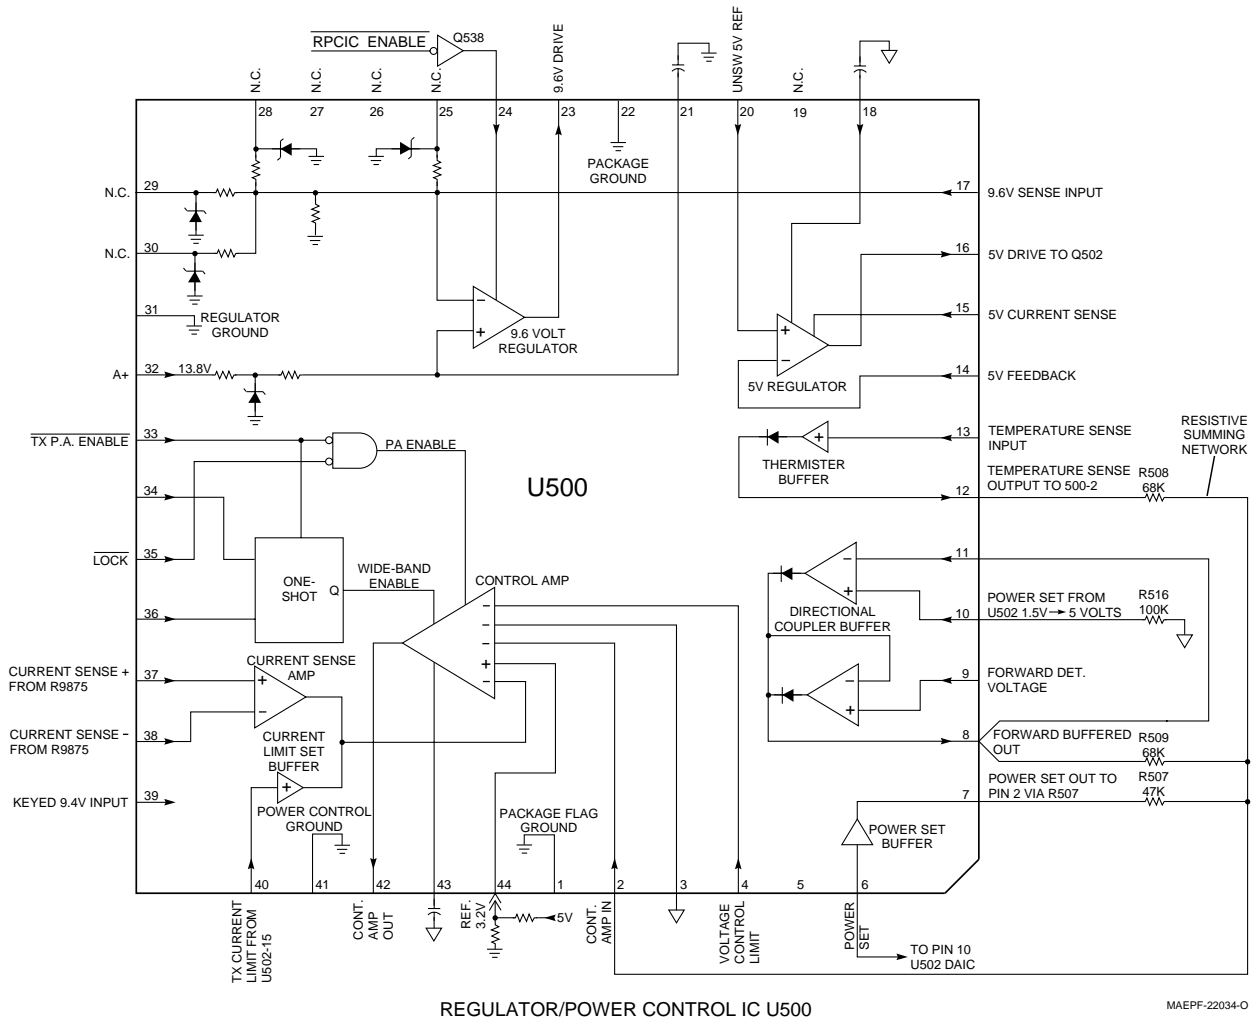 RPCIC ENABLE
Q538
N.C.
N.C.
N.C.
N.C.
9.6V DRIVE
UNSW 5V REF
N.C.
28
27
26
25
24
23
22
21
20
19
18
PACKAGE
GROUND
N.C.
29
17
9.6V SENSE INPUT
N.C.
30
16
5V DRIVE TO Q502
31
REGULATOR
GROUND
−
+
9.6 VOLT
REGULATOR
+
−
5V REGULATOR
15
5V CURRENT SENSE
A+
32
13.8V
14
5V FEEDBACK
TX P.A. ENABLE
33
PA ENABLE
+
THERMISTER
BUFFER
13
TEMPERATURE SENSE
INPUT
RESISTIVE
SUMMING
NETWORK
34
U500
12
TEMPERATURE SENSE
OUTPUT TO 500-2
R508
68K
LOCK
35
ONE-
SHOT
Q
WIDE-BAND
ENABLE
CONTROL AMP
−
−
−
+
−
−
+
DIRECTIONAL
COUPLER BUFFER
11
36
10
POWER SET FROM
U502 1.5V → 5 VOLTS
R516
100K
CURRENT SENSE +
FROM R9875
37
CURRENT SENSE
AMP
+
−
−
+
9
FORWARD DET.
VOLTAGE
CURRENT SENSE −
FROM R9875
38
CURRENT
LIMIT SET
BUFFER
+
8
FORWARD BUFFERED
OUT
R509
68K
KEYED 9.4V INPUT
39
POWER CONTROL
GROUND
PACKAGE FLAG
GROUND
7
POWER SET OUT TO
PIN 2 VIA R507
R507
47K
POWER SET
BUFFER
40
41
42
43
44
1
2
3
4
5
6
TX CURRENT
LIMIT FROM
U502-15
CONT.
AMP
OUT
REF.
3.2V
5V
CONT.
AMP IN
VOLTAGE
CONTROL
LIMIT
POWER
SET
TO PIN 10
U502 DAIC
REGULATOR/POWER CONTROL IC U500
MAEPF-22034-O